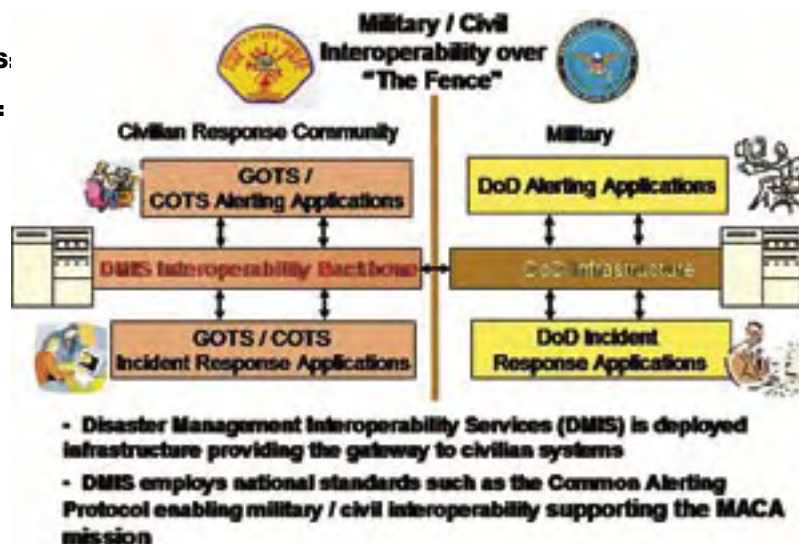 Military / Civil
Interoperability over
"The Fence"
Civilian Response Community
Military
GOTS /
COTS Alerting Applications
DoD Alerting Applications
DMIS Interoperability Backbone
DoD Infrastructure
GOTS / COTS
Incident Response Applications
DoD Incident
Response Applications
- Disaster Management Interoperability Services (DMIS) is deployed
infrastructure providing the gateway to civilian systems
- DMIS employs national standards such as the Common Alerting
Protocol enabling military / civil interoperability supporting the MACA
mission